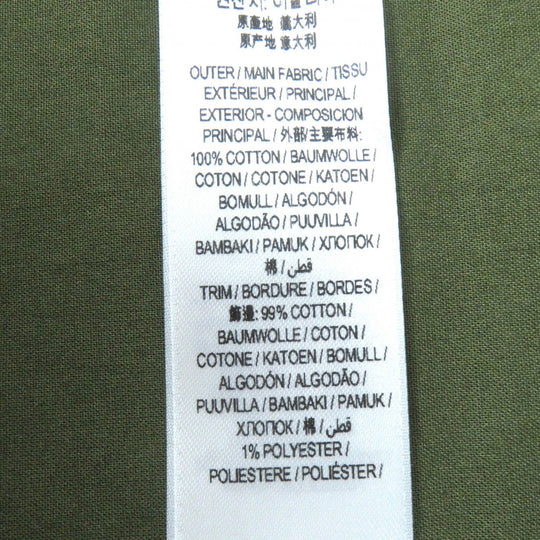 原產地 義大利
原产地 意大利
OUTER / MAIN FABRIC / TISSU
EXTÉRIEUR / PRINCIPAL /
EXTERIOR - COMPOSICION
PRINCIPAL / 外部/主要布料:
100% COTTON / BAUMWOLLE /
COTON / COTONE / KATOEN /
BOMULL / ALGODÓN /
ALGODÃO / PUUVILLA /
BAMBAKI / PAMUK / ХЛОПОК /
棉 / قطن /
TRIM / BORDURE / BORDES /
飾邊: 99% COTTON /
BAUMWOLLE / COTON /
COTONE / KATOEN / BOMULL /
ALGODÓN / ALGODÃO /
PUUVILLA / BAMBAKI / PAMUK /
ХЛОПОК / 棉 / قطن /
1% POLYESTER /
POLIESTERE / POLIÉSTER /